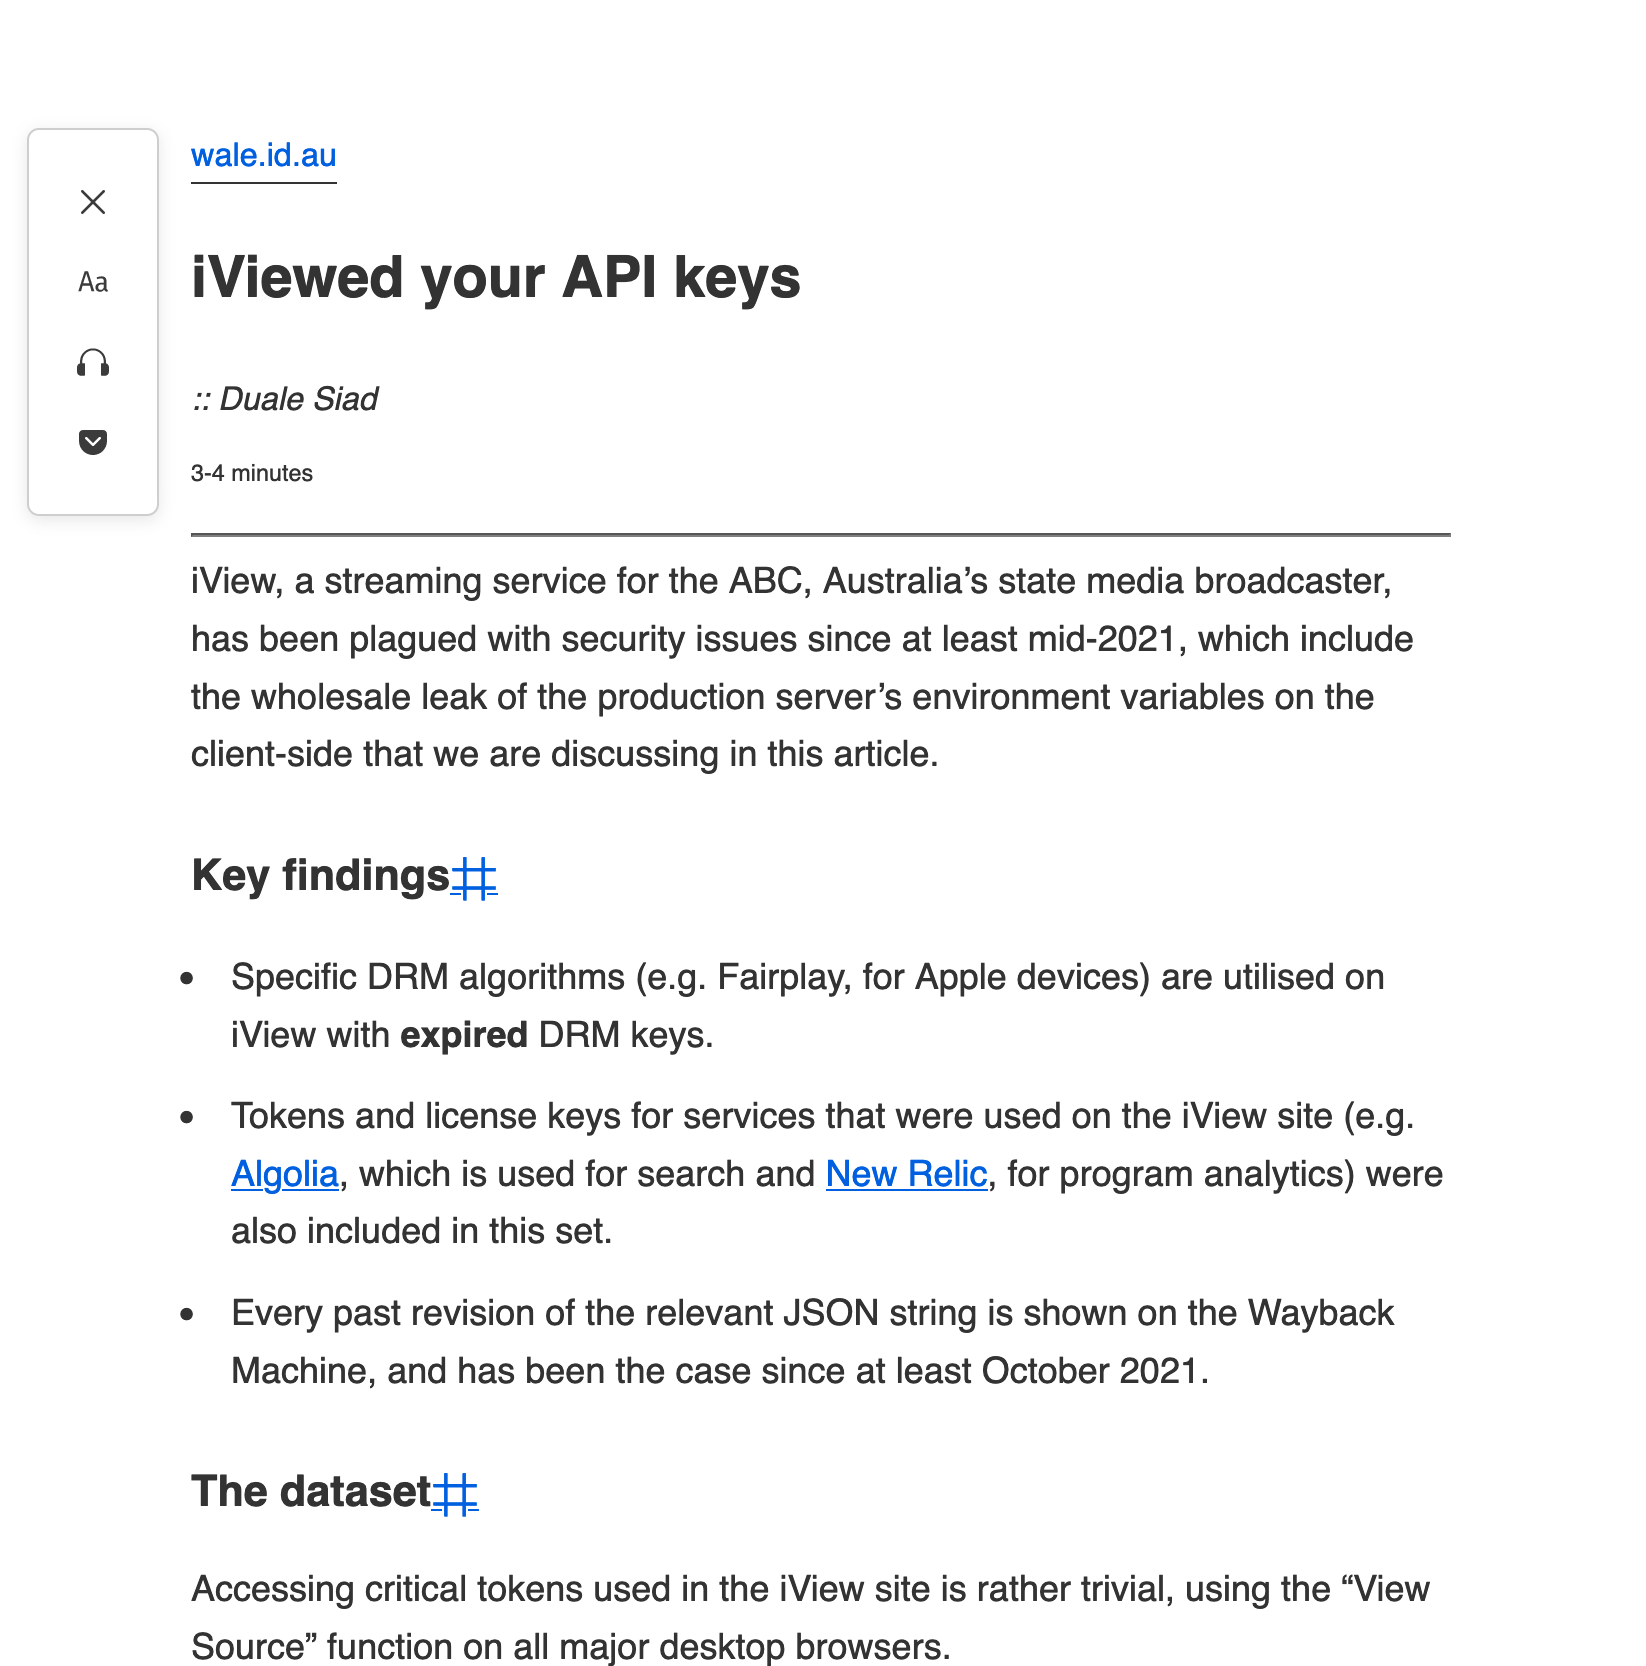 wale.id.au
iViewed your API keys
Aa
:: Duale Siad
3-4 minutes
iView, a streaming service for the ABC, Australia’s state media broadcaster,
has been plagued with security issues since at least mid-2021, which include
the wholesale leak of the production server’s environment variables on the
client-side that we are discussing in this article.
Key findings#
• Specific DRM algorithms (e.g. Fairplay, for Apple devices) are utilised on
iView with expired DRM keys.
• Tokens and license keys for services that were used on the iView site (e.g.
Algolia, which is used for search and New Relic, for program analytics) were
also included in this set.
• Every past revision of the relevant JSON string is shown on the Wayback
Machine, and has been the case since at least October 2021.
The dataset#
Accessing critical tokens used in the iView site is rather trivial, using the “View
Source” function on all major desktop browsers.